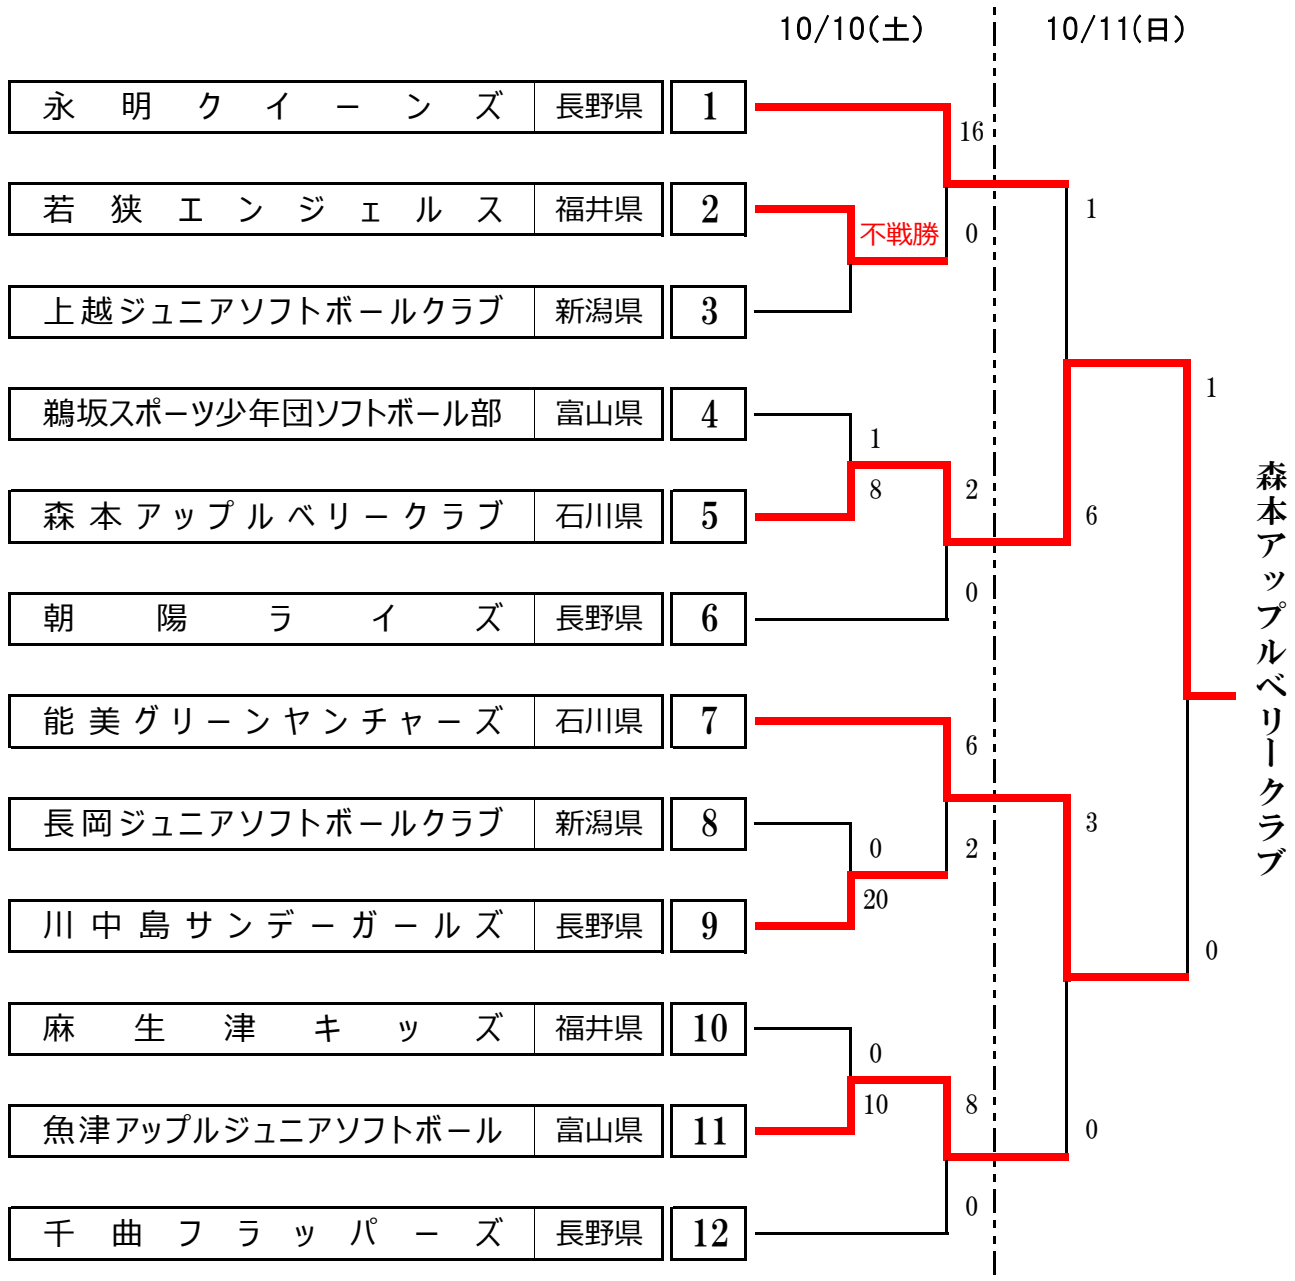 10/10(土) 10/11(日)
永明クイーンズ 長野県 1
16
若狭エンジェルス 福井県 2
1
不戦勝 0
上越ジュニアソフトボールクラブ 新潟県 3
1
鵜坂スポーツ少年団ソフトボール部 富山県 4
1
8 2
森本アップルベリークラブ 石川県 5
6
0
朝陽ライズ 長野県 6
森本アップルベリークラブ
能美グリーンヤンチャーズ 石川県 7
6
長岡ジュニアソフトボールクラブ 新潟県 8
3
0 2
20
川中島サンデーガールズ 長野県 9
0
麻生津キッズ 福井県 10
0
10 8
魚津アップルジュニアソフトボール 富山県 11
0
0
千曲フラッパーズ 長野県 12